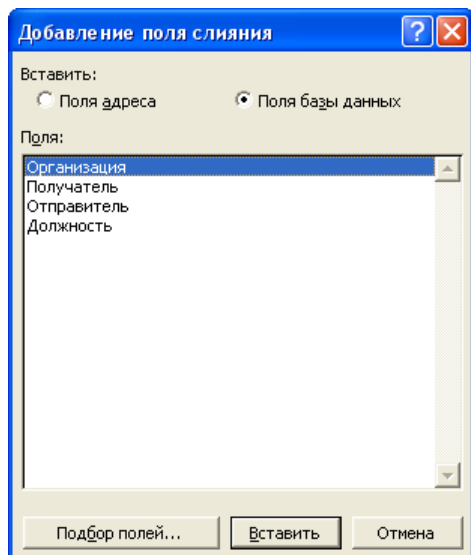 Добавление поля слияния
Вставить:
Поля адреса Поля базы данных
Поля:
Организация
Получатель
Отправитель
Должность
Подбор полей... Вставить Отмена